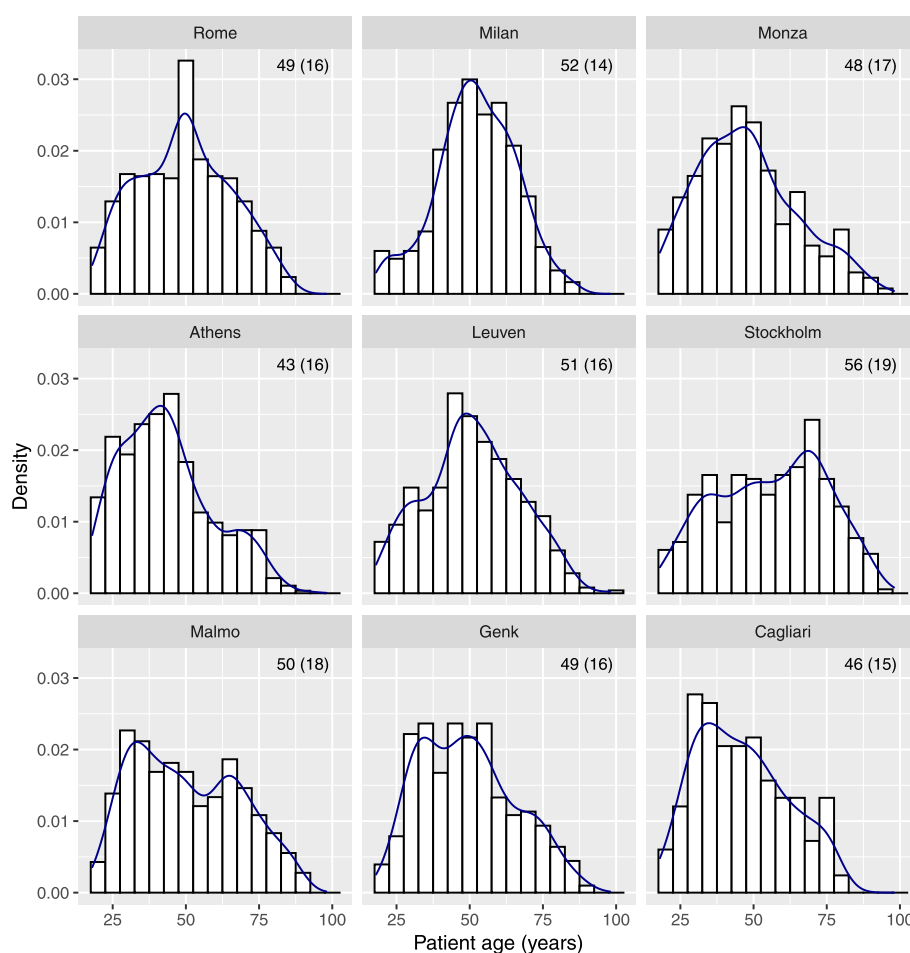 Rome Milan Monza
0.03 49 (16) 52 (14) 48 (17)
0.02
0.01
0.00
Athens Leuven Stockholm
0.03 43 (16) 51 (16) 56 (19)
Density
0.02
0.01
0.00
Malmo Genk Cagliari
0.03 50 (18) 49 (16) 46 (15)
0.02
0.01
0.00
25 50 75 100 25 50 75 100 25 50 75 100
Patient age (years)